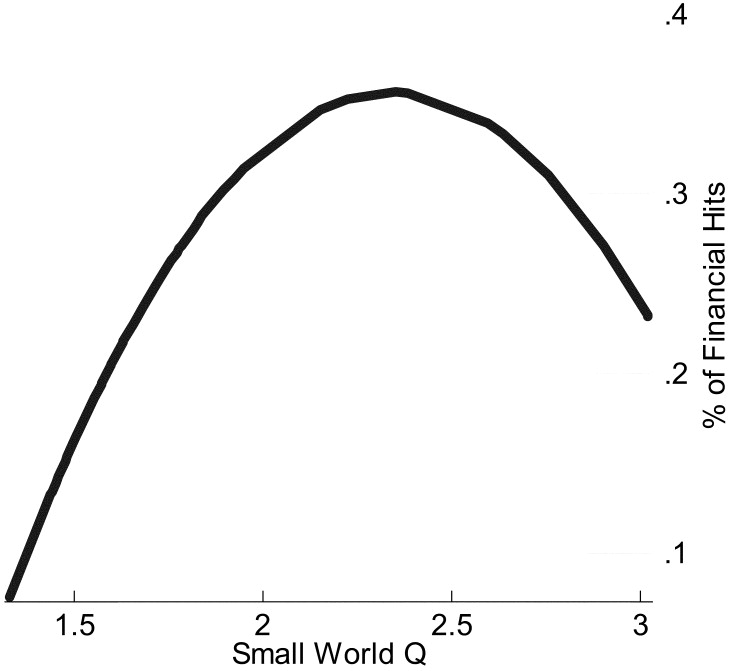 .4
.3
% of Financial Hits
.2
.1
1.5 2 2.5 3
Small World Q